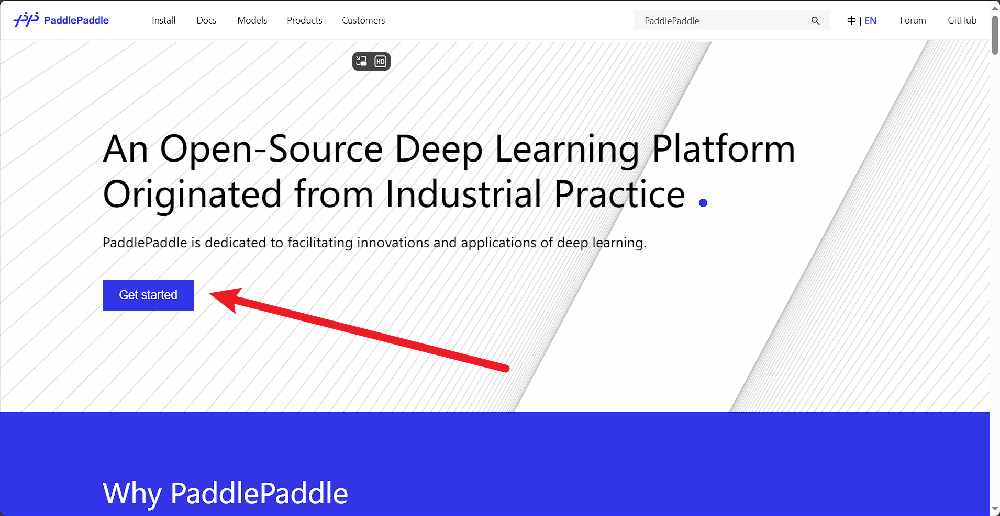 PaddlePaddle
Install Docs Models Products Customers
PaddlePaddle
中 | EN
Forum
GitHub
HD
An Open-Source Deep Learning Platform
Originated from Industrial Practice .
PaddlePaddle is dedicated to facilitating innovations and applications of deep learning.
Get started
Why PaddlePaddle